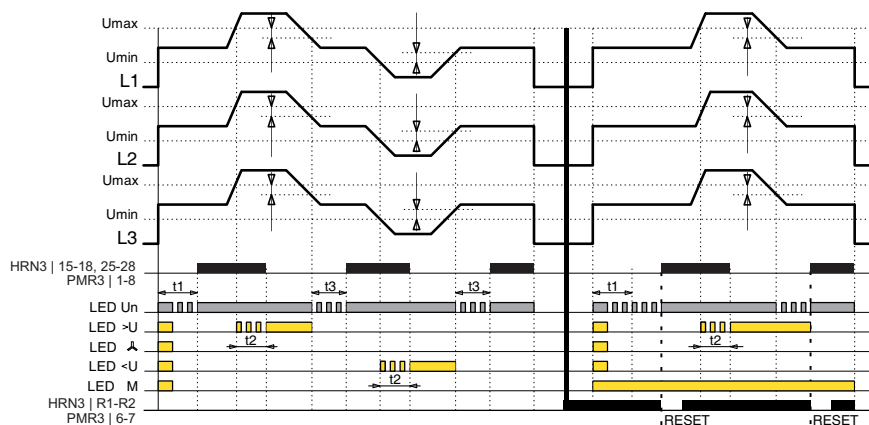 Umax
Umin
L1
Umax
Umin
L2
Umax
Umin
L3
HRN3 | 15-18, 25-28
PMR3 | 1-8
t1 t3 t3 t1
LED Un
LED >U
t2 t2
LED
LED <U
t2
LED M
HRN3 | R1-R2
PMR3 | 6-7
RESET RESET